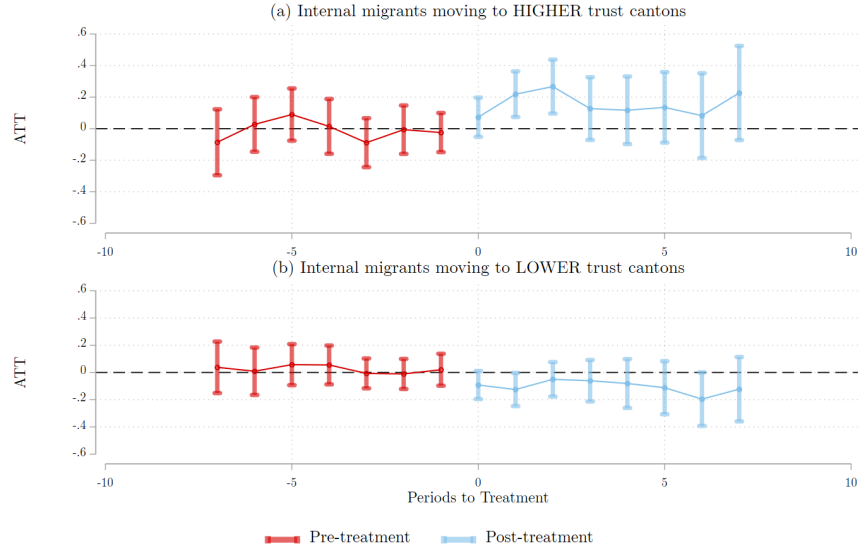 (a) Internal migrants moving to HIGHER trust cantons
.6
.4
.2
0
-.2
-.4
-.6
ATT
-10 -5 0 5 10
(b) Internal migrants moving to LOWER trust cantons
.6
.4
.2
0
-.2
-.4
-.6
ATT
-10 -5 0 5 10
Periods to Treatment
Pre-treatment Post-treatment